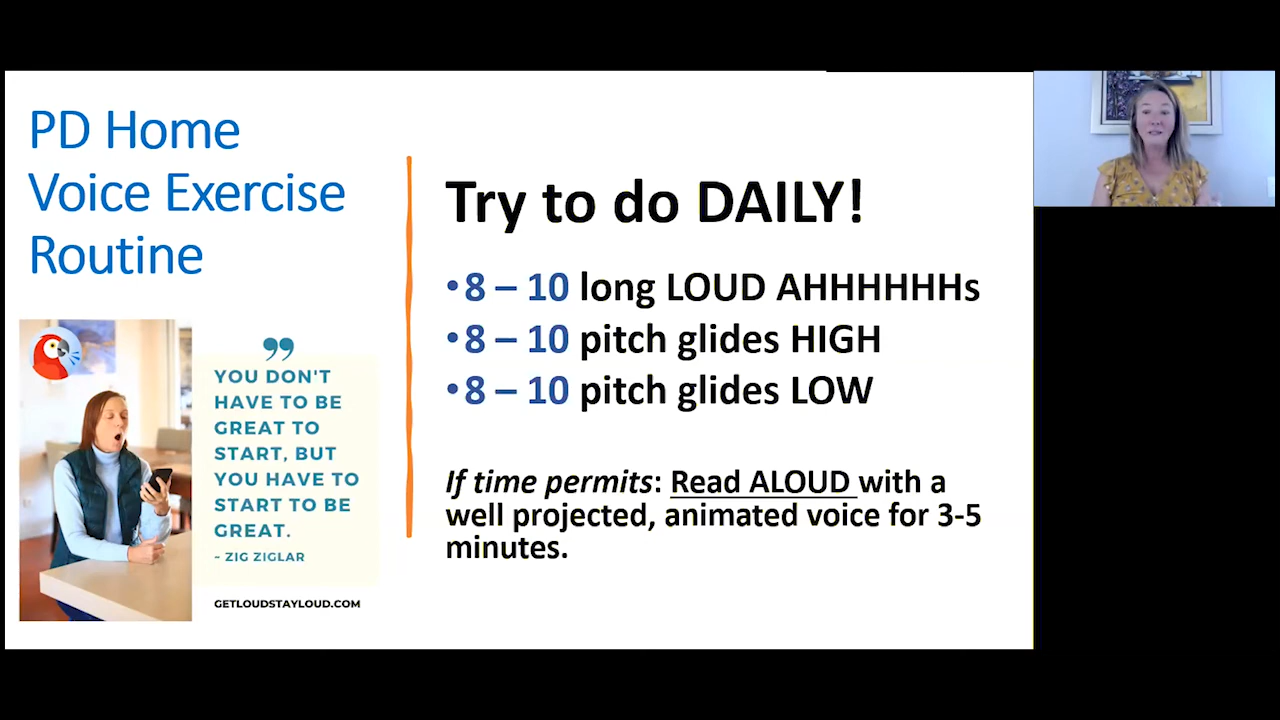 PD Home
Voice Exercise
Routine
”
YOU DON'T
HAVE TO BE
GREAT TO
START, BUT
YOU HAVE TO
START TO BE
GREAT.
~ ZIG ZIGLAR
GETLOUDSTAYLOUD.COM
Try to do DAILY!
•8 – 10 long LOUD AHHHHHHs
•8 – 10 pitch glides HIGH
•8 – 10 pitch glides LOW
If time permits: Read ALOUD with a
well projected, animated voice for 3-5
minutes.